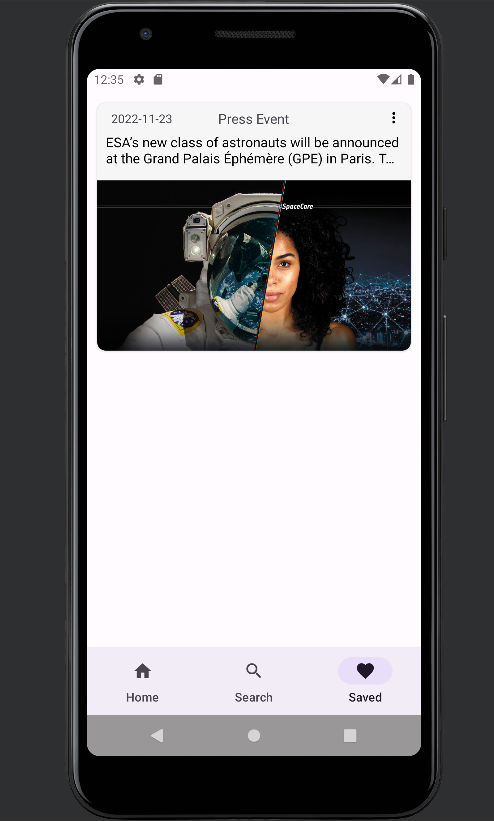 12:35
2022-11-23 Press Event
ESA's new class of astronauts will be announced
at the Grand Palais Éphémère (GPE) in Paris. T...
#SpaceCare
Home Search Saved